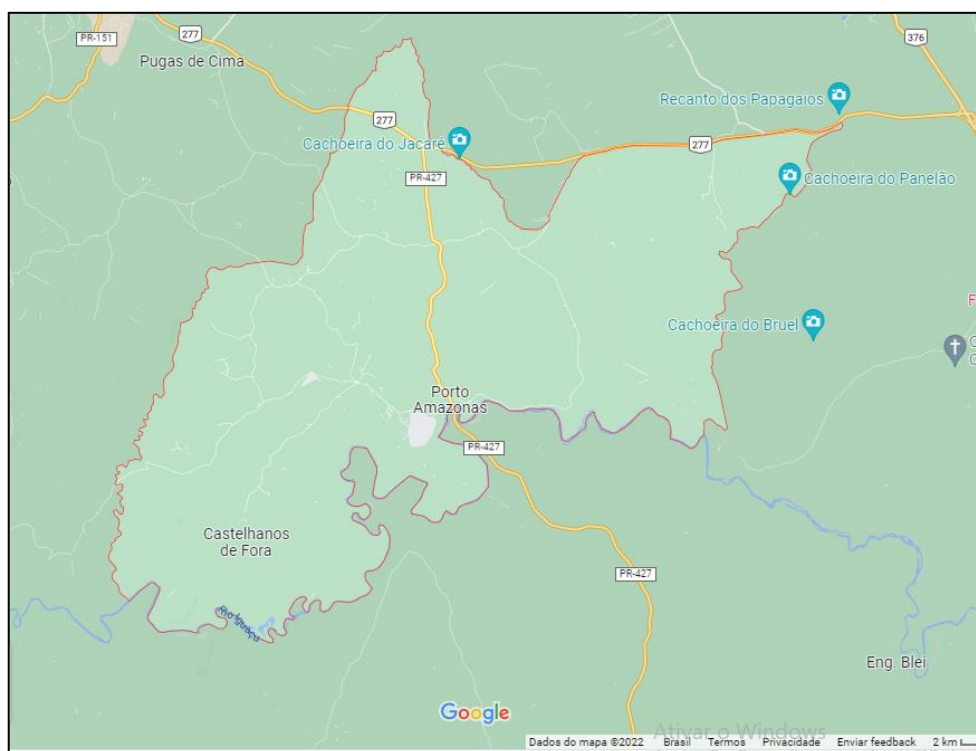 PR-151
277
Pugas de Cima
376
Recanto dos Papagaios
277
Cachoeira do Jacaré
277
PR-427
Cachoeira do Panelão
F
Cachoeira do Bruel
C
C
Porto
Amazonas
PR-427
Castelhanos
de Fora
PR-427
Rio Iguaçu
Eng. Blei
Google
Ativar o Windows
Dados do mapa ©2022 Brasil Termos Privacidade Enviar feedback 2 km